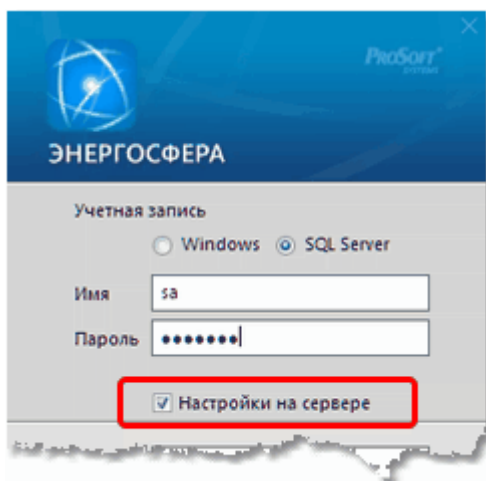 ProSoft®
SYSTEMS
ЭНЕРГОСФЕРА
Учетная запись
Windows SQL Server
Имя sa
Пароль •••••••
Настройки на сервере